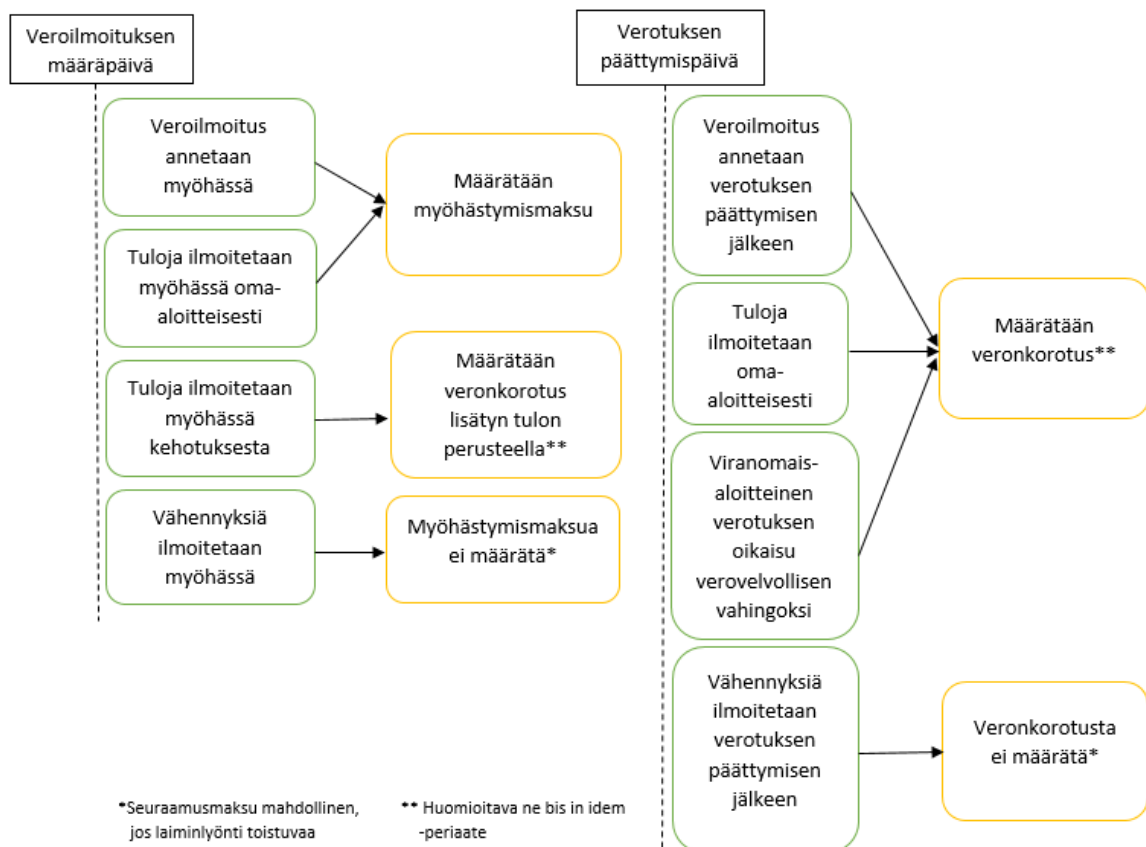 Veroilmoituksen
määräpäivä
Veroilmoitus
annetaan
myöhässä
Määrätään
myöhästymismaksu
Tuloja ilmoitetaan
myöhässä oma-
aloitteisesti
Tuloja ilmoitetaan
myöhässä
kehotuksesta
Määrätään
veronkorotus
lisätyn tulon
perusteella**
Vähennyksiä
ilmoitetaan
myöhässä
Myöhästymismaksua
ei määrätä*
Verotuksen
päättymispäivä
Veroilmoitus
annetaan
verotuksen
päättymisen
jälkeen
Tuloja
ilmoitetaan
oma-
aloitteisesti
Määrätään
veronkorotus**
Viranomais-
aloitteinen
verotuksen
oikaisu
verovelvollisen
vahingoksi
Vähennyksiä
ilmoitetaan
verotuksen
päättymisen
jälkeen
Veronkorotusta
ei määrätä*
*Seuraamusmaksu mahdollinen,
jos laiminlyönti toistuvaa
** Huomioitava ne bis in idem
-periaate